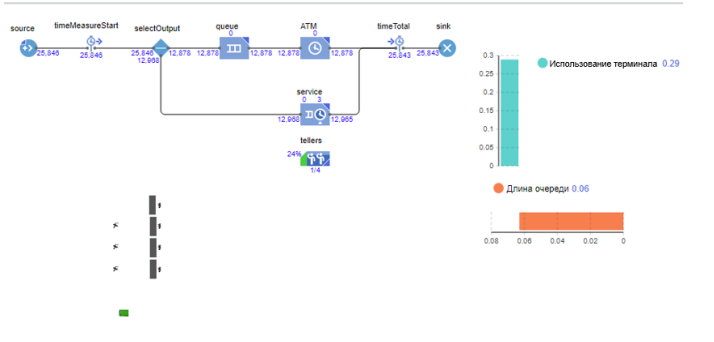 source
timeMeasureStart
selectOutput
queue
ATM
timeTotal
sink
0
0
25,846
25,846
25,846
12,968
12,878
12,878
12,878
12,878
12,878
25,843
25,843
service
0 3
12,968
12,965
tellers
24%
1/4
0.3
0.25
0.2
0.15
0.1
0.05
0
Использование терминала 0.29
Длина очереди 0.06
0.08 0.06 0.04 0.02 0